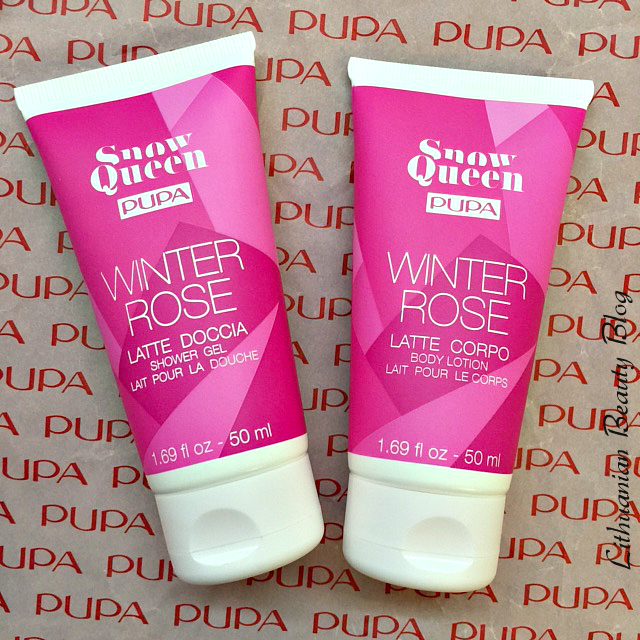 Snow
Queen
PUPA
WINTER
ROSE
LATTE DOCCIA
SHOWER GEL
LAIT POUR LA DOUCHE
1.69 fl oz - 50 ml
Snow
Queen
PUPA
WINTER
ROSE
LATTE CORPO
BODY LOTION
LAIT POUR LE CORPS
1.69 fl oz - 50 ml
Lithuanian Beauty Blog
PUPA PUPA PUPA